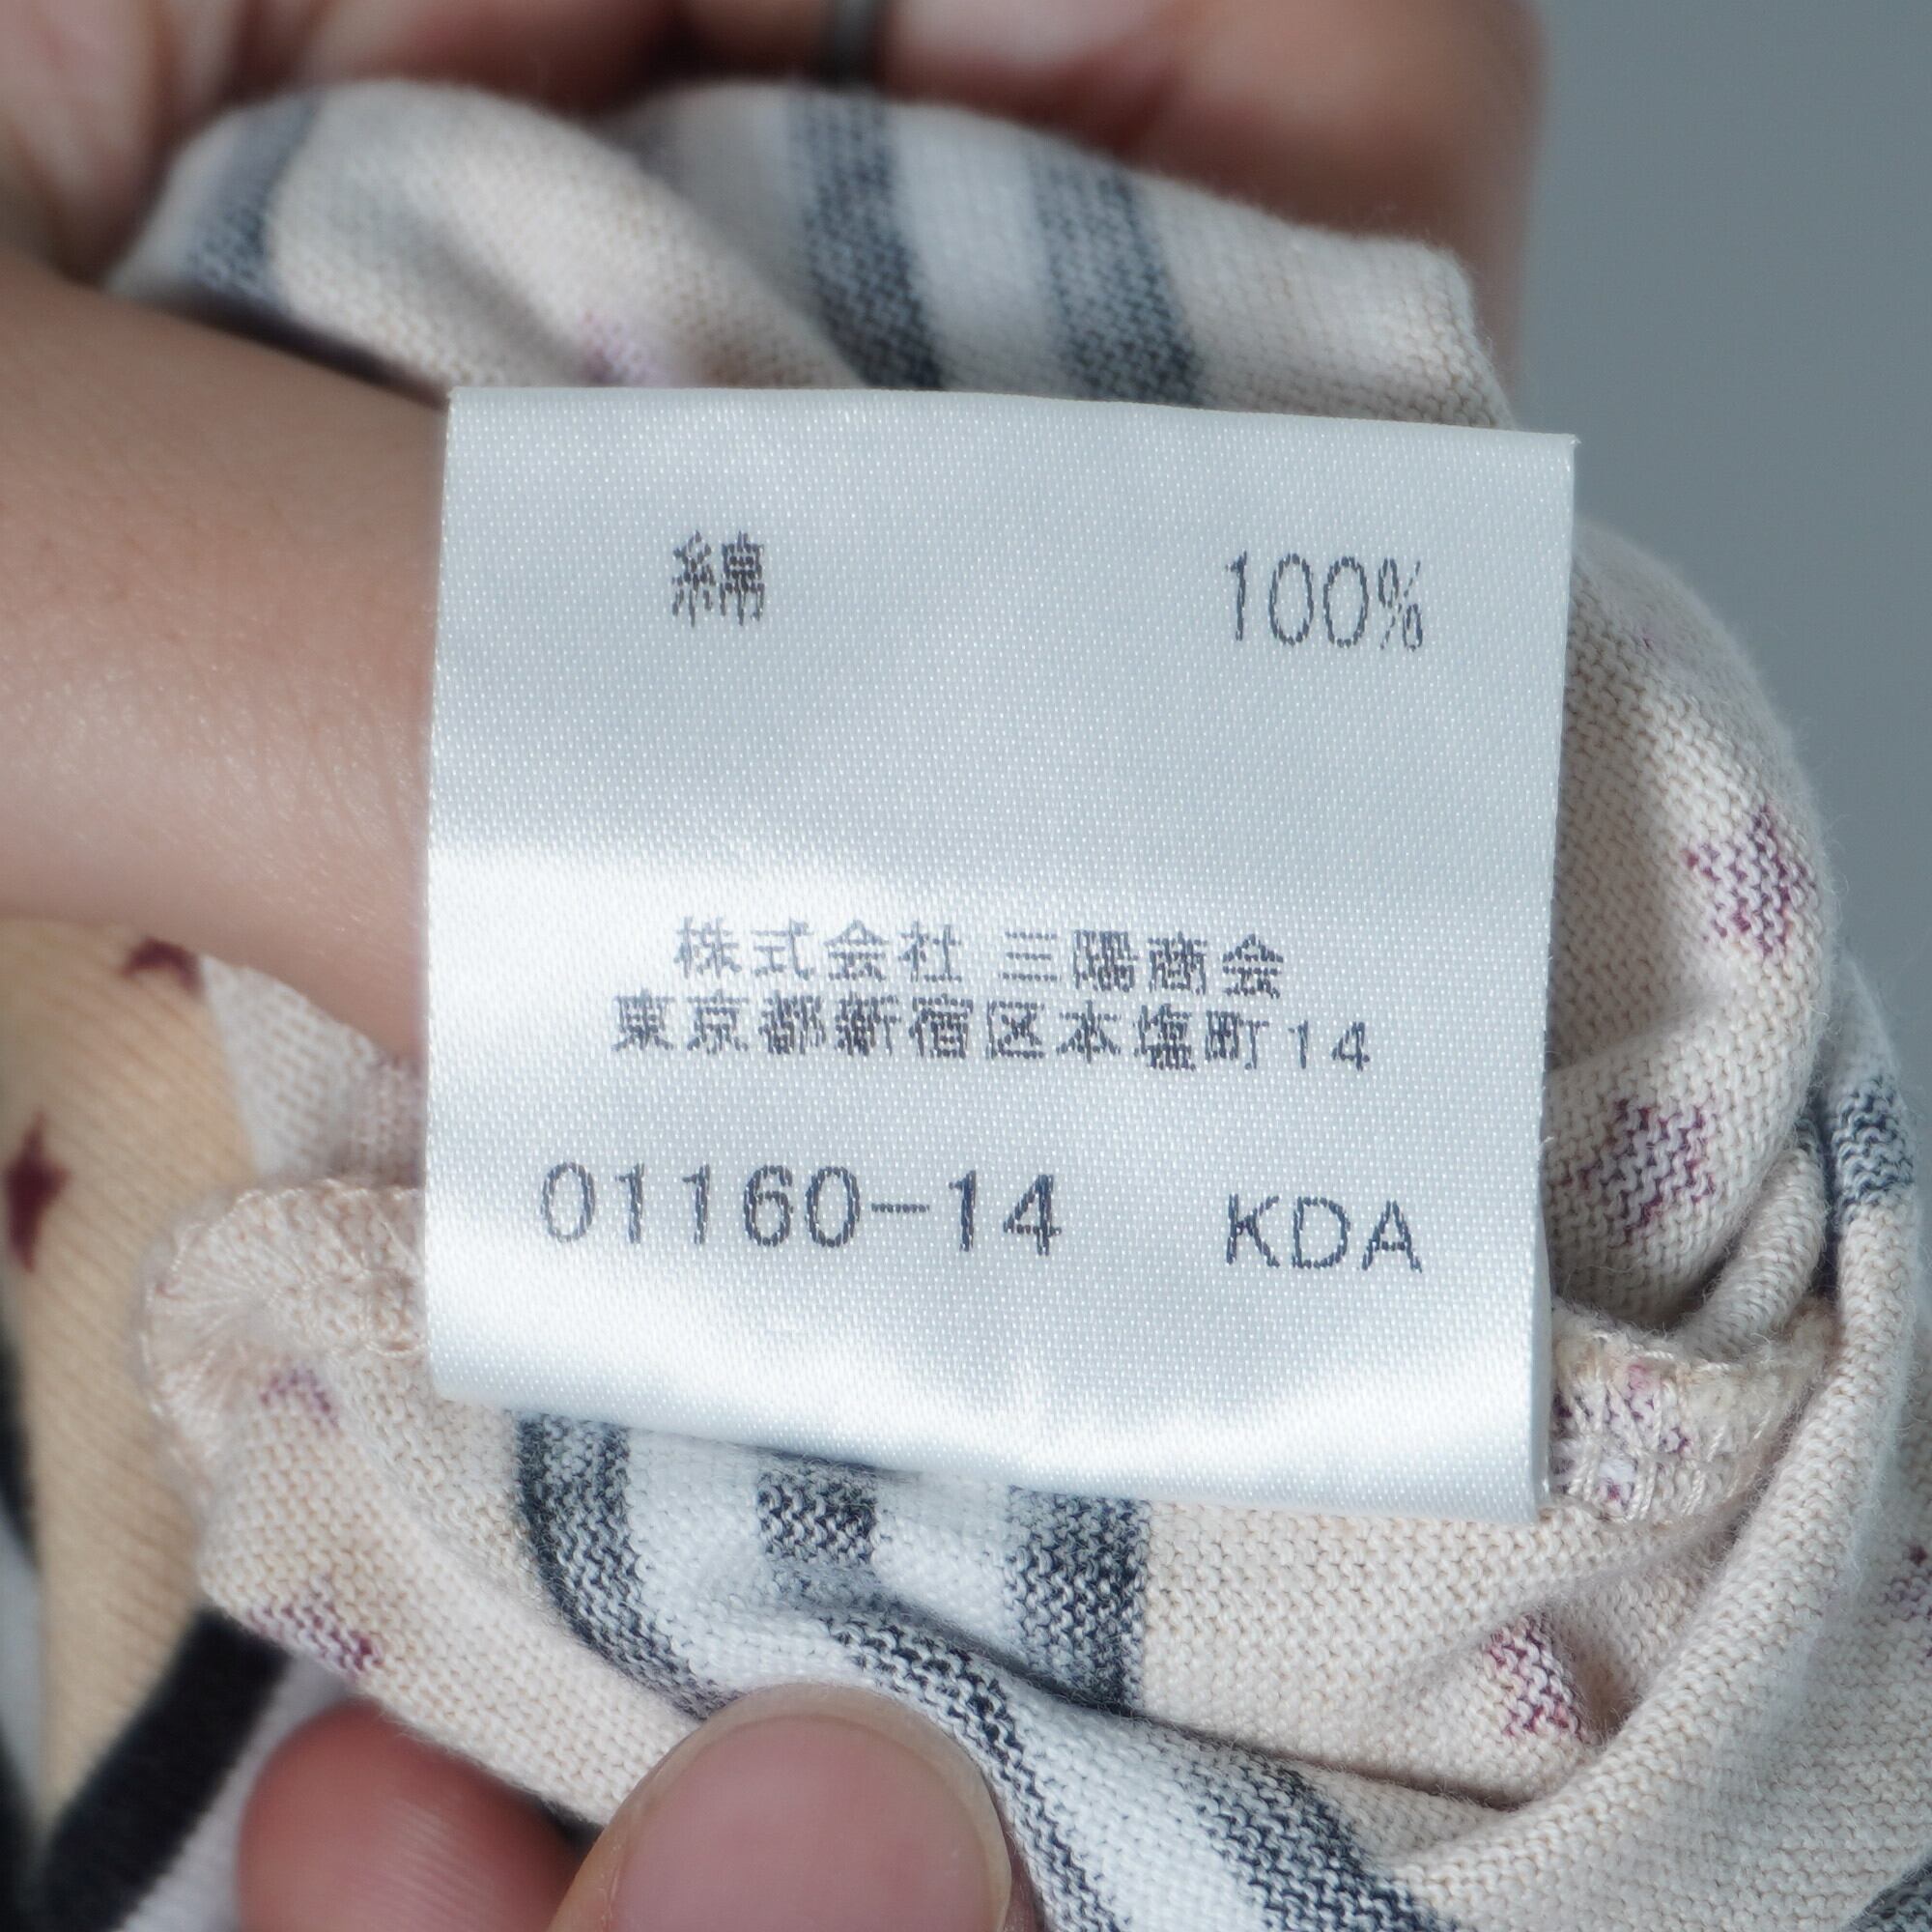 綿 100%
株式会社 三陽商会
東京都新宿区本塩町14
01160-14 KDA